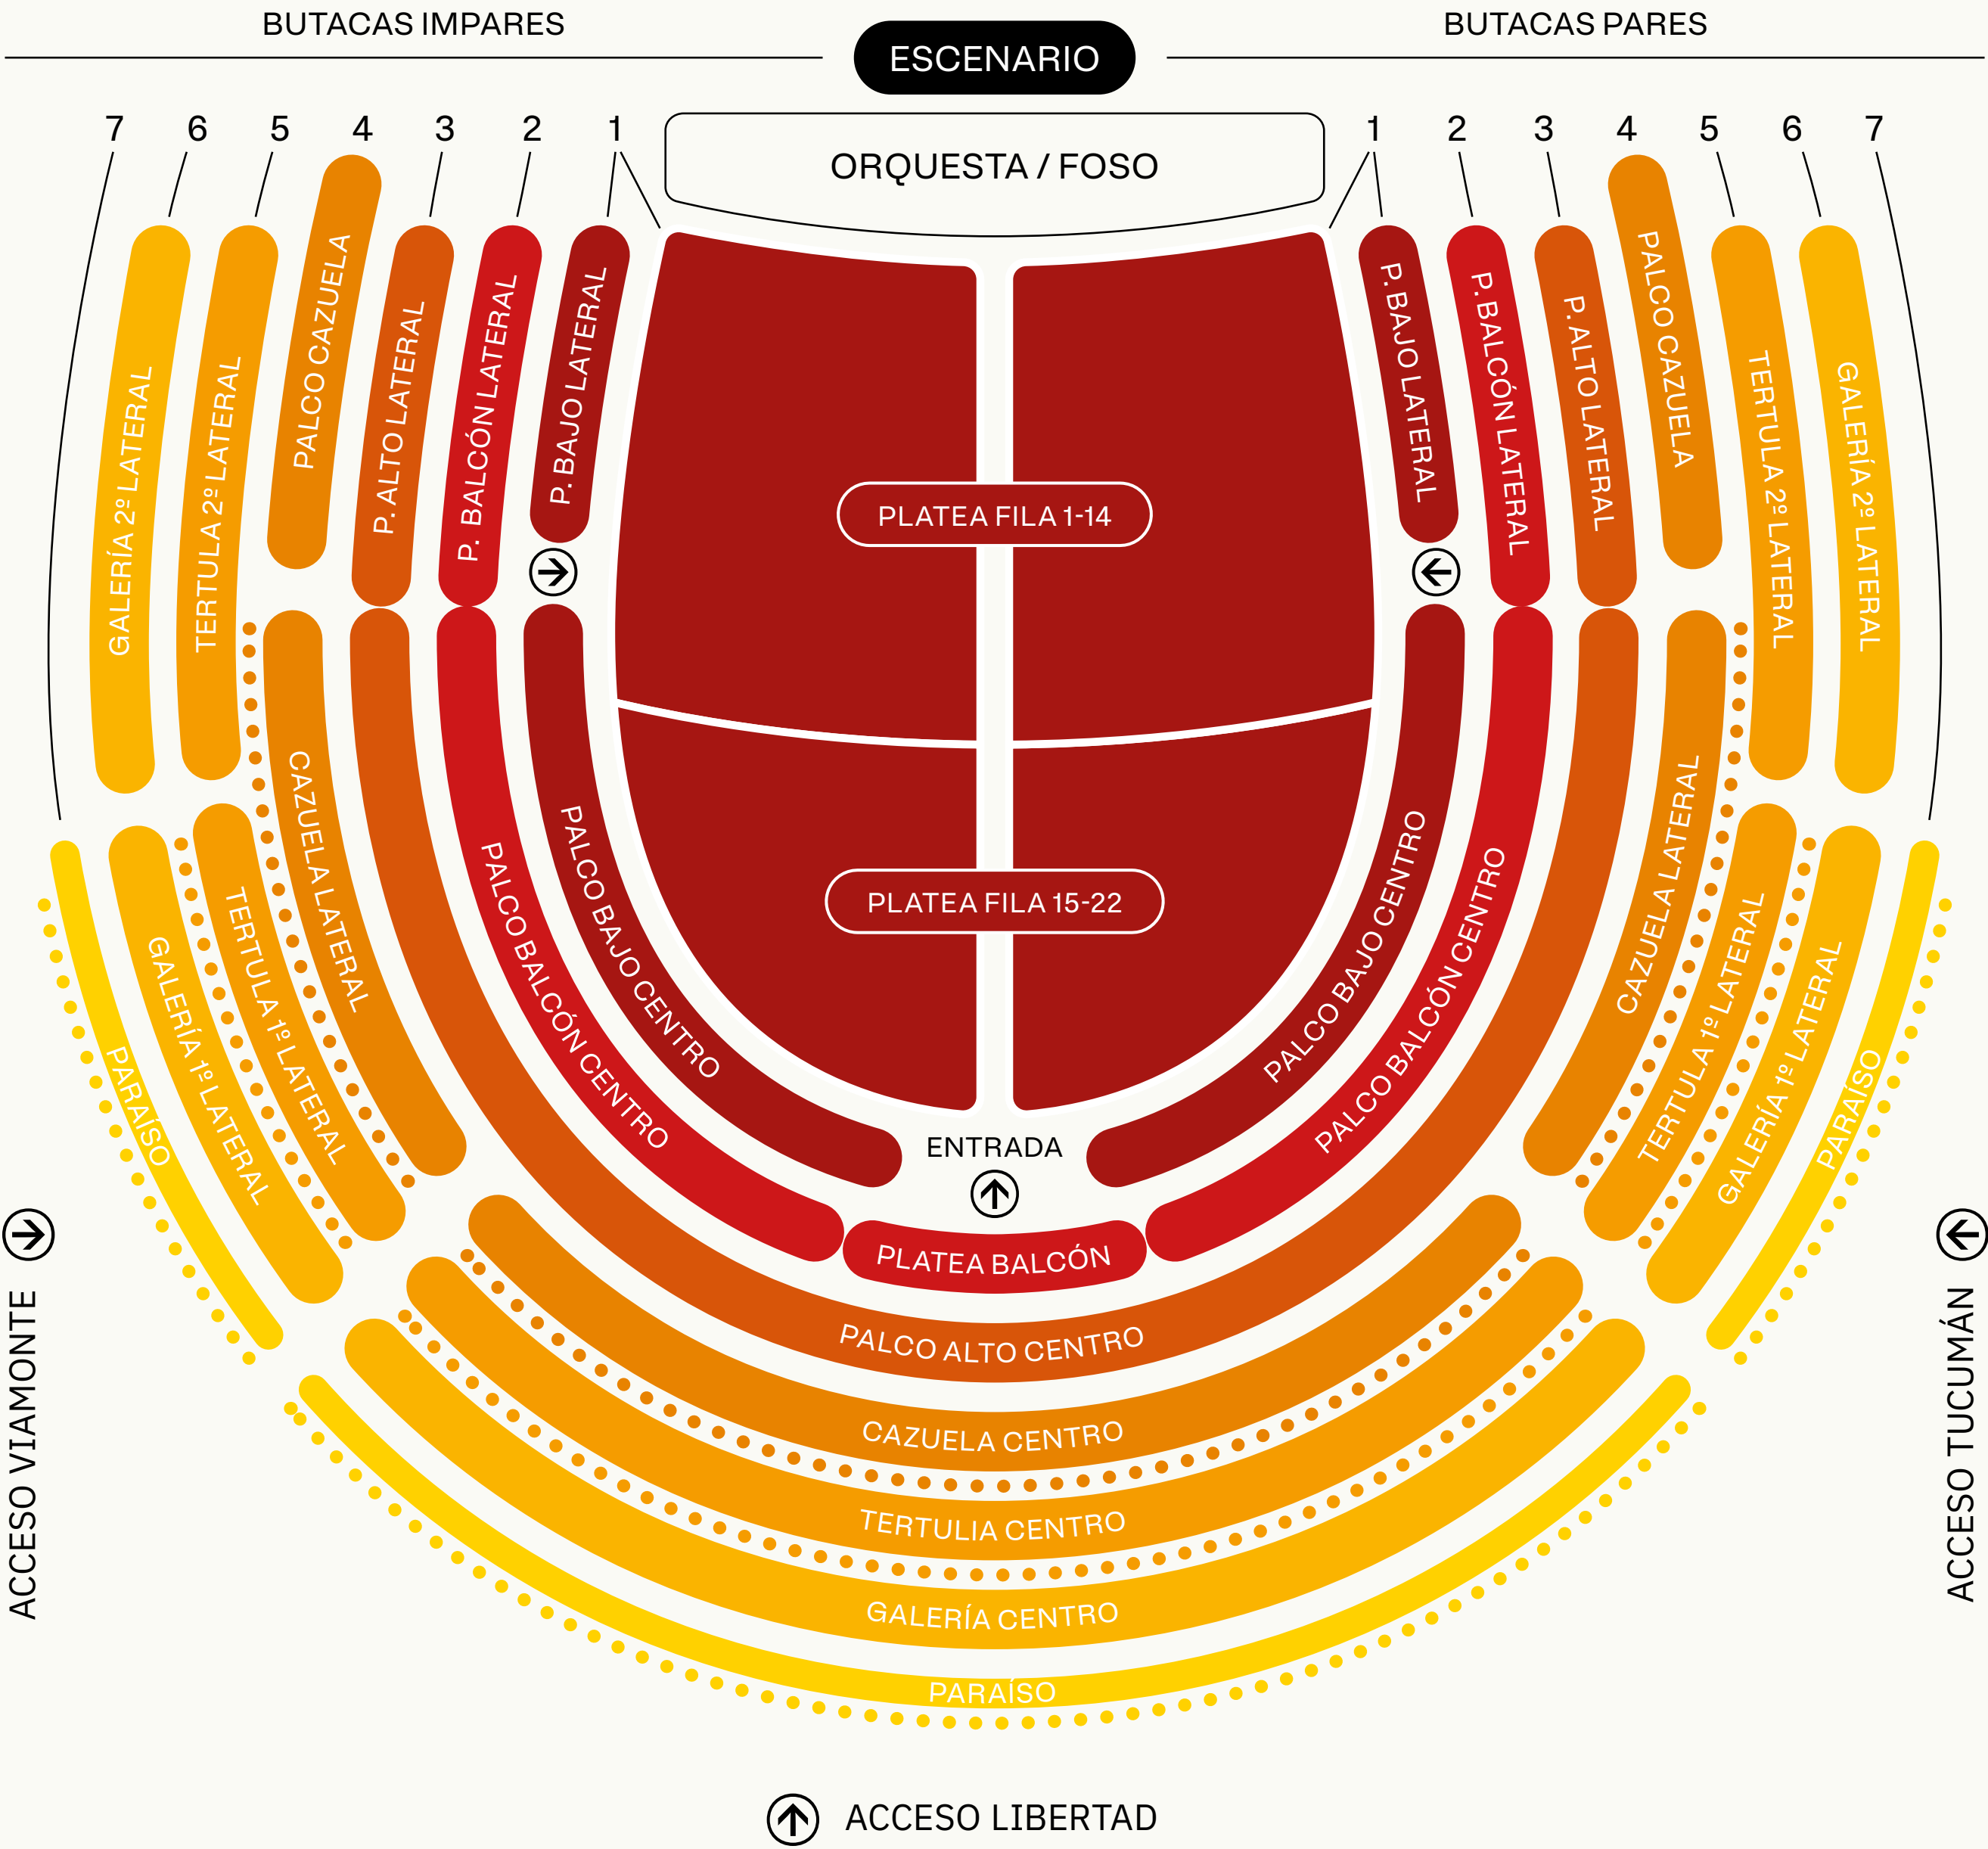 BUTACAS IMPARES
ESCENARIO
BUTACAS PARES
7 6 5 4 3 2 1
ORQUESTA / FOSO
1 2 3 4 5 6 7
GALERÍA 2º LATERAL
TERTULA 2º LATERAL
PALCO CAZUELA
P. ALTO LATERAL
P. BALCÓN LATERAL
P. BAJO LATERAL
P. BAJO LATERAL
P. BALCÓN LATERAL
P. ALTO LATERAL
PALCO CAZUELA
TERTULA 2º LATERAL
GALERÍA 2º LATERAL
PLATEA FILA 1-14
PLATEA FILA 15-22
PARAÍSO
GALERÍA 1º LATERAL
TERTULA 1º LATERAL
CAZUELA LATERAL
PALCO BALCÓN CENTRO
PALCO BAJO CENTRO
PALCO BAJO CENTRO
PALCO BALCÓN CENTRO
CAZUELA LATERAL
TERTULA 1º LATERAL
GALERÍA 1º LATERAL
PARAÍSO
ENTRADA
PLATEA BALCÓN
PALCO ALTO CENTRO
CAZUELA CENTRO
TERTULIA CENTRO
GALERÍA CENTRO
PARAÍSO
ACCESO VIAMONTE
ACCESO TUCUMÁN
ACCESO LIBERTAD